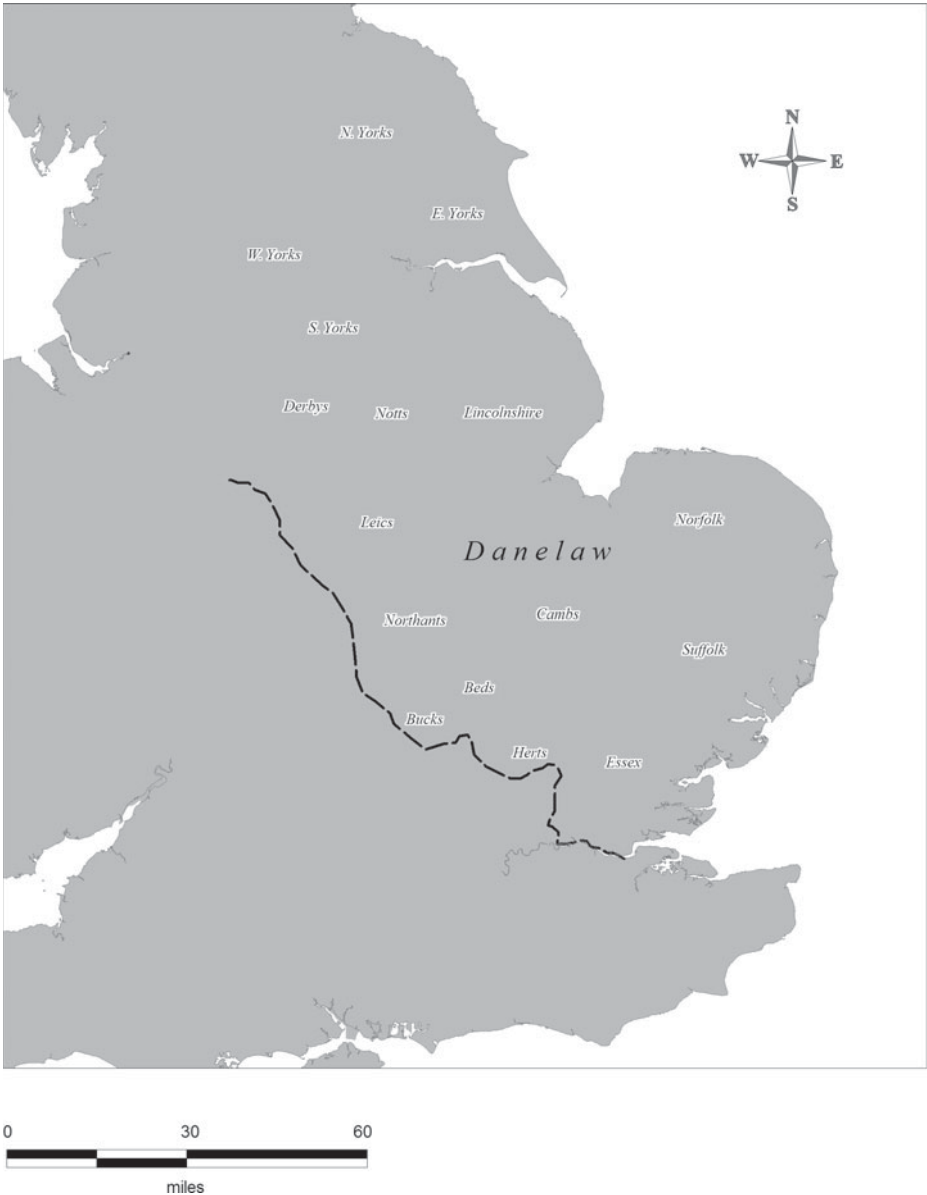 N. Yorks
N
W E
S
E. Yorks
W. Yorks
S. Yorks
Derbys
Notts
Lincolnshire
Leics
Norfolk
Danelaw
Northants
Cambs
Suffolk
Beds
Bucks
Herts
Essex
0 30 60
miles